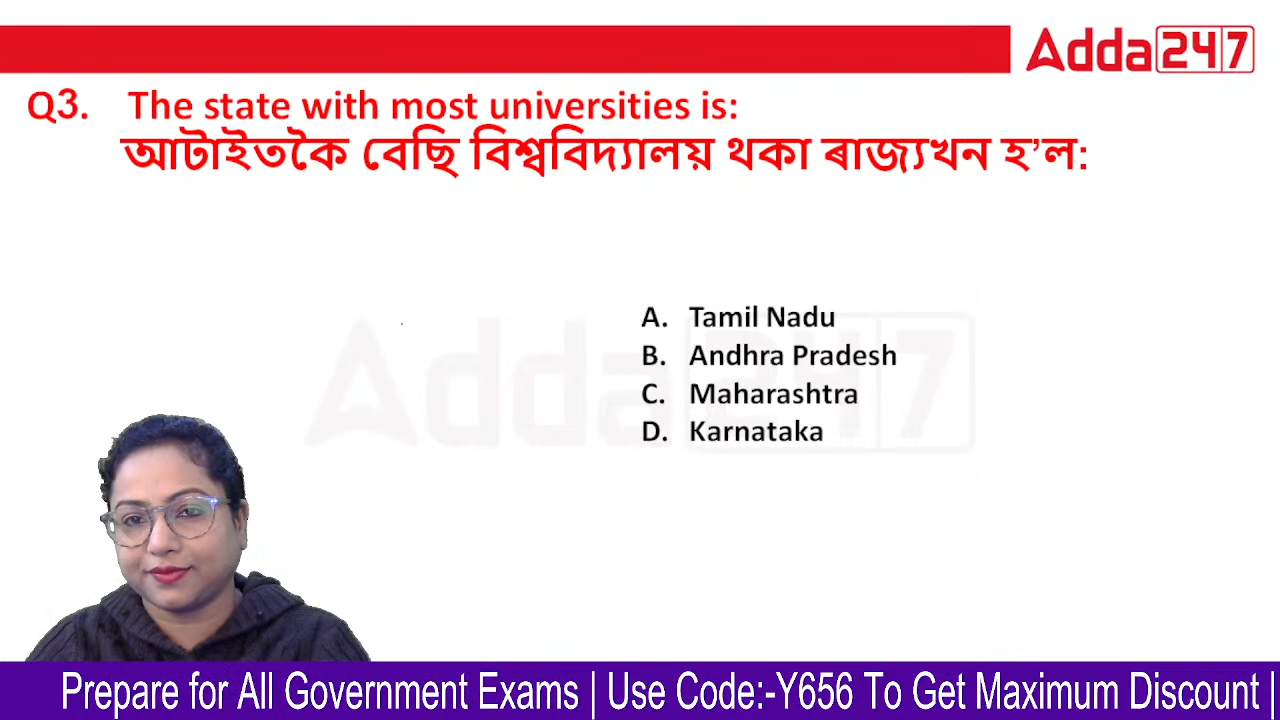 Adda247
Q3. The state with most universities is:
আটাইতকৈ বেছি বিশ্ববিদ্যালয় থকা ৰাজ্যখন হ’ল:
A. Tamil Nadu
B. Andhra Pradesh
C. Maharashtra
D. Karnataka
Adda247
Prepare for All Government Exams | Use Code:-Y656 To Get Maximum Discount |